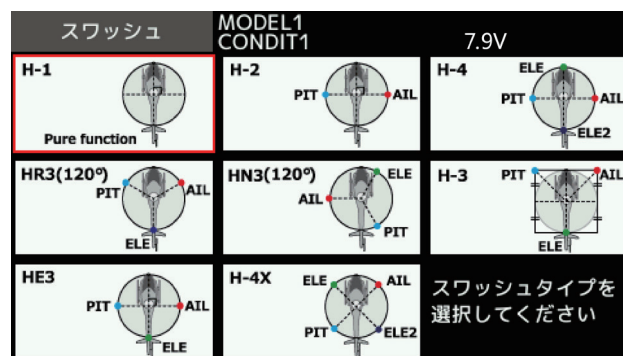 スワッシュ
MODEL1
CONDIT1
7.9V
H-1
Pure function
H-2
PIT
AIL
H-4
ELE
PIT
AIL
ELE2
HR3(120°)
PIT
AIL
ELE
HN3(120°)
ELE
AIL
PIT
H-3
PIT
AIL
ELE
HE3
PIT
AIL
ELE
H-4X
ELE
AIL
PIT
ELE2
スワッシュタイプを
選択してください